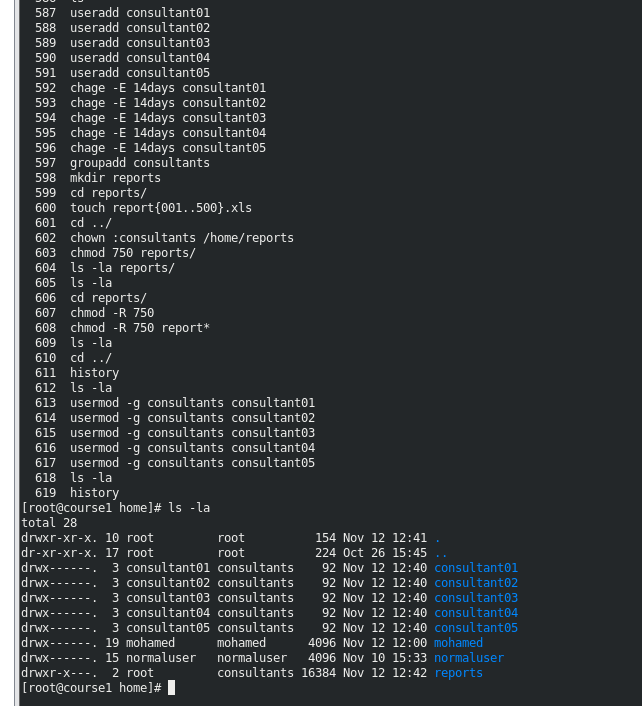 586  ls
587  useradd consultant01
588  useradd consultant02
589  useradd consultant03
590  useradd consultant04
591  useradd consultant05
592  chage -E 14days consultant01
593  chage -E 14days consultant02
594  chage -E 14days consultant03
595  chage -E 14days consultant04
596  chage -E 14days consultant05
597  groupadd consultants
598  mkdir reports
599  cd reports/
600  touch report{001..500}.xls
601  cd ../
602  chown :consultants /home/reports
603  chmod 750 reports/
604  ls -la reports/
605  ls -la
606  cd reports/
607  chmod -R 750
608  chmod -R 750 report*
609  ls -la
610  cd ../
611  history
612  ls -la
613  usermod -g consultants consultant01
614  usermod -g consultants consultant02
615  usermod -g consultants consultant03
616  usermod -g consultants consultant04
617  usermod -g consultants consultant05
618  ls -la
619  history
[root@course1 home]# ls -la
total 28
drwxr-xr-x. 10 root         root          154 Nov 12 12:41 .
dr-xr-xr-x. 17 root         root          224 Oct 26 15:45 ..
drwx------.  3 consultant01 consultants    92 Nov 12 12:40 consultant01
drwx------.  3 consultant02 consultants    92 Nov 12 12:40 consultant02
drwx------.  3 consultant03 consultants    92 Nov 12 12:40 consultant03
drwx------.  3 consultant04 consultants    92 Nov 12 12:40 consultant04
drwx------.  3 consultant05 consultants    92 Nov 12 12:40 consultant05
drwx------. 19 mohamed      mohamed      4096 Nov 12 12:00 mohamed
drwx------. 15 normaluser   normaluser   4096 Nov 10 15:33 normaluser
drwxr-x---.  2 root         consultants 16384 Nov 12 12:42 reports
[root@course1 home]#